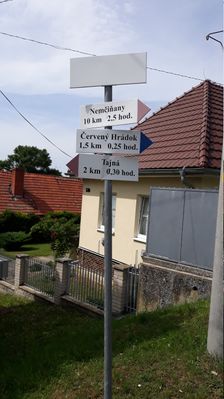 Nemčiňany
10 km 2,5 hod.
Červený Hrádok
1,5 km 0,25 hod.
Tajná
2 km 0,30 hod.